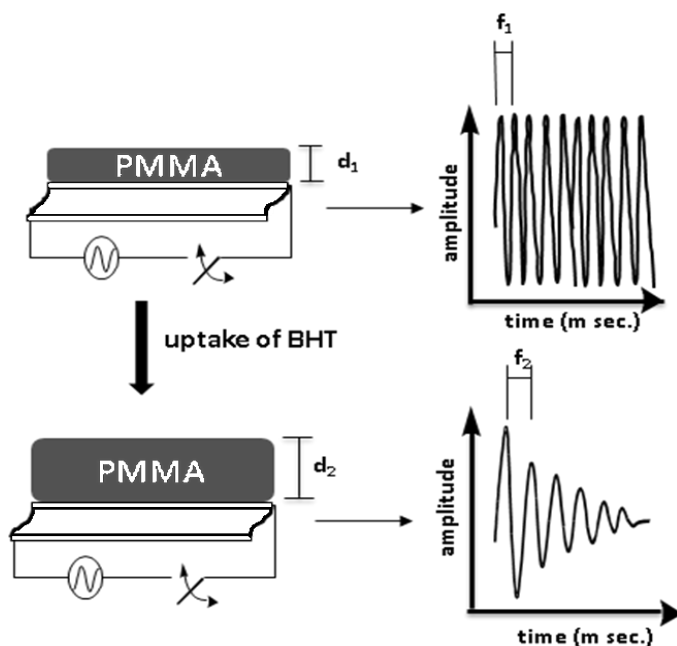 f₁
PMMA
d₁
amplitude
time (m sec.)
uptake of BHT
f₂
PMMA
d₂
amplitude
time (m sec.)